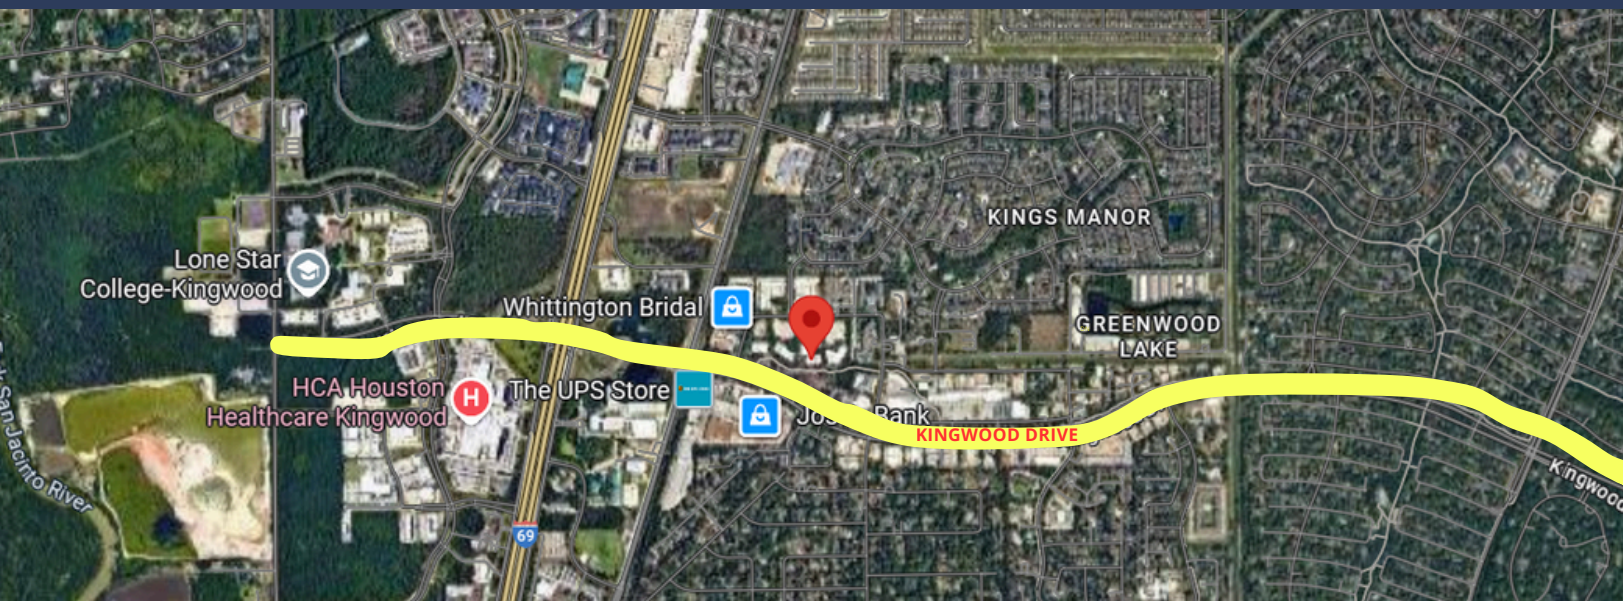 KINGS MANOR
Lone Star
College-Kingwood
Whittington Bridal
GREENWOOD
LAKE
HCA Houston
Healthcare Kingwood
H
The UPS Store
Bank
KINGWOOD DRIVE
Kingwood
San Jacinto River
69